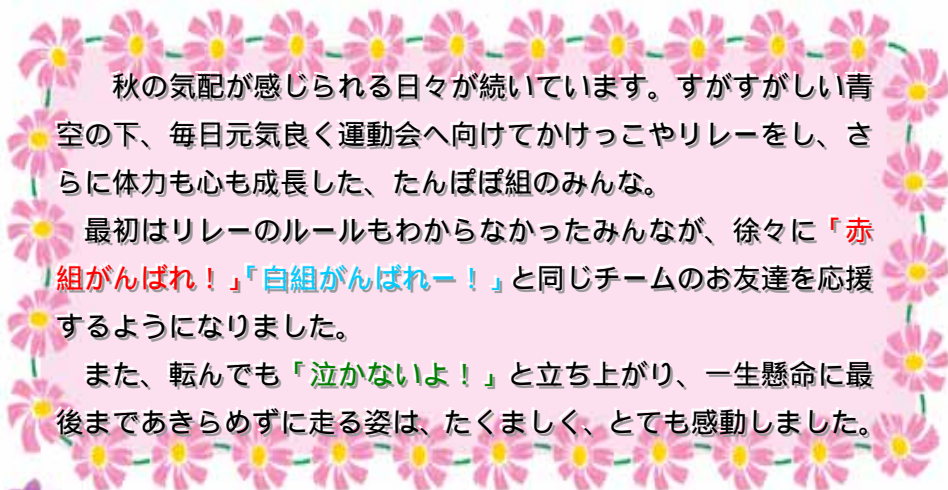 秋の気配が感じられる日々が続いています。すがすがしい青
空の下、毎日元気良く運動会へ向けてかけっこやリレーをし、さ
らに体力も心も成長した、たんぽぽ組のみんな。
最初はリレーのルールもわからなかったみんなが、徐々に「赤
組がんばれ！」「白組がんばれー！」と同じチームのお友達を応援
するようになりました。
また、転んでも「泣かないよ！」と立ち上がり、一生懸命に最
後まであきらめずに走る姿は、たくましく、とても感動しました。